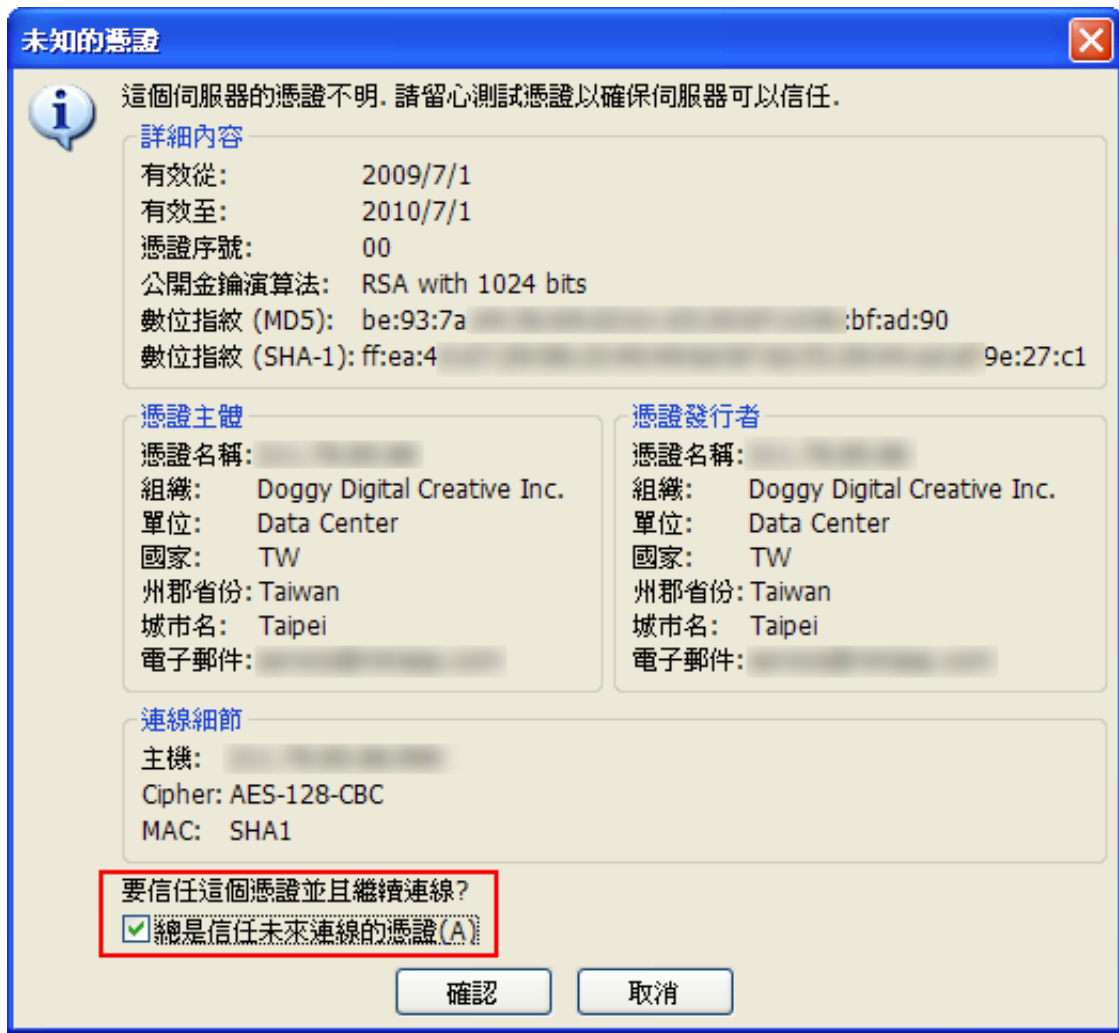 未知的憑證
這個伺服器的憑證不明. 請留心測試憑證以確保伺服器可以信任.
詳細內容
有效從: 2009/7/1
有效至: 2010/7/1
憑證序號: 00
公開金鑰演算法: RSA with 1024 bits
數位指紋 (MD5): be:93:7a :bf:ad:90
數位指紋 (SHA-1): ff:ea:4 9e:27:c1
憑證主體
憑證名稱:
組織: Doggy Digital Creative Inc.
單位: Data Center
國家: TW
州郡省份: Taiwan
城市名: Taipei
電子郵件:
憑證發行者
憑證名稱:
組織: Doggy Digital Creative Inc.
單位: Data Center
國家: TW
州郡省份: Taiwan
城市名: Taipei
電子郵件:
連線細節
主機:
Cipher: AES-128-CBC
MAC: SHA1
要信任這個憑證並且繼續連線?
總是信任未來連線的憑證(A)
確認
取消